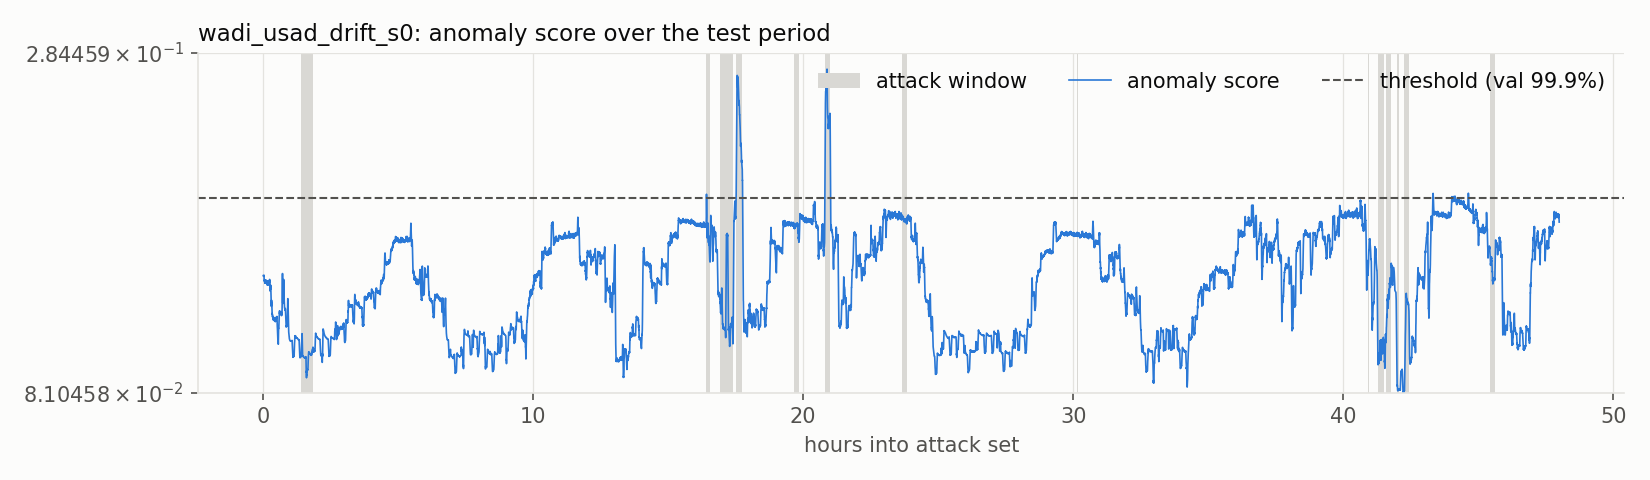 wadi_usad_drift_s0: anomaly score over the test period
2.84459 × 10⁻¹
attack window
anomaly score
threshold (val 99.9%)
8.10458 × 10⁻²
0 10 20 30 40 50
hours into attack set